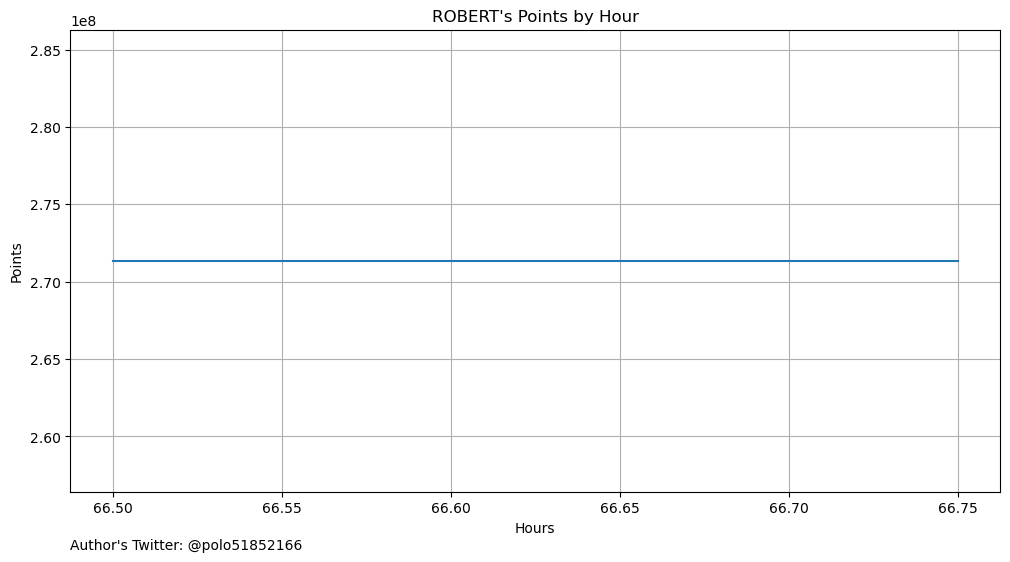 ROBERT's Points by Hour
1e8
2.85
2.80
2.75
2.70
2.65
2.60
Points
66.50 66.55 66.60 66.65 66.70 66.75
Hours
Author's Twitter: @polo51852166